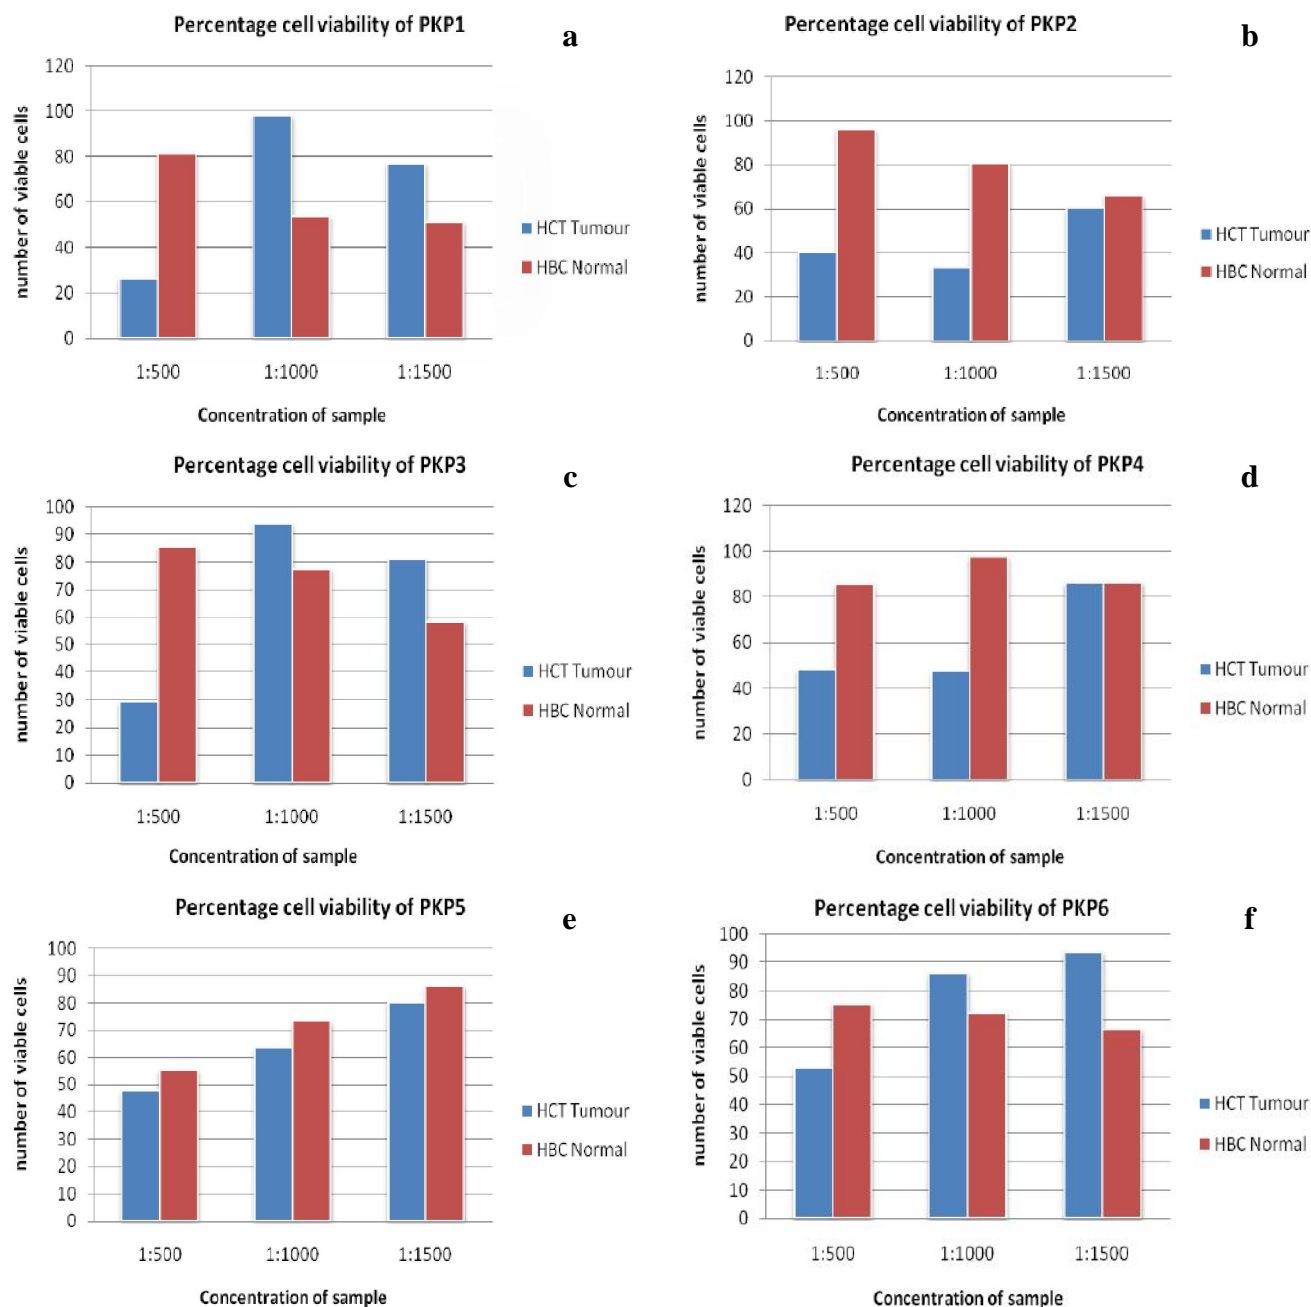 Percentage cell viability of PKP1
a
number of viable cells
120
100
80
60
40
20
0
1:500 1:1000 1:1500
Concentration of sample
HCT Tumour
HBC Normal
Percentage cell viability of PKP2
b
number of viable cells
120
100
80
60
40
20
0
1:500 1:1000 1:1500
Concentration of sample
HCT Tumour
HBC Normal
Percentage cell viability of PKP3
c
number of viable cells
100
90
80
70
60
50
40
30
20
10
0
1:500 1:1000 1:1500
Concentration of sample
HCT Tumour
HBC Normal
Percentage cell viability of PKP4
d
number of viable cells
120
100
80
60
40
20
0
1:500 1:1000 1:1500
Concentration of sample
HCT Tumour
HBC Normal
Percentage cell viability of PKP5
e
number of viable cells
100
90
80
70
60
50
40
30
20
10
0
1:500 1:1000 1:1500
Concentration of sample
HCT Tumour
HBC Normal
Percentage cell viability of PKP6
f
number of viable cells
100
90
80
70
60
50
40
30
20
10
0
1:500 1:1000 1:1500
Concentration of sample
HCT Tumour
HBC Normal